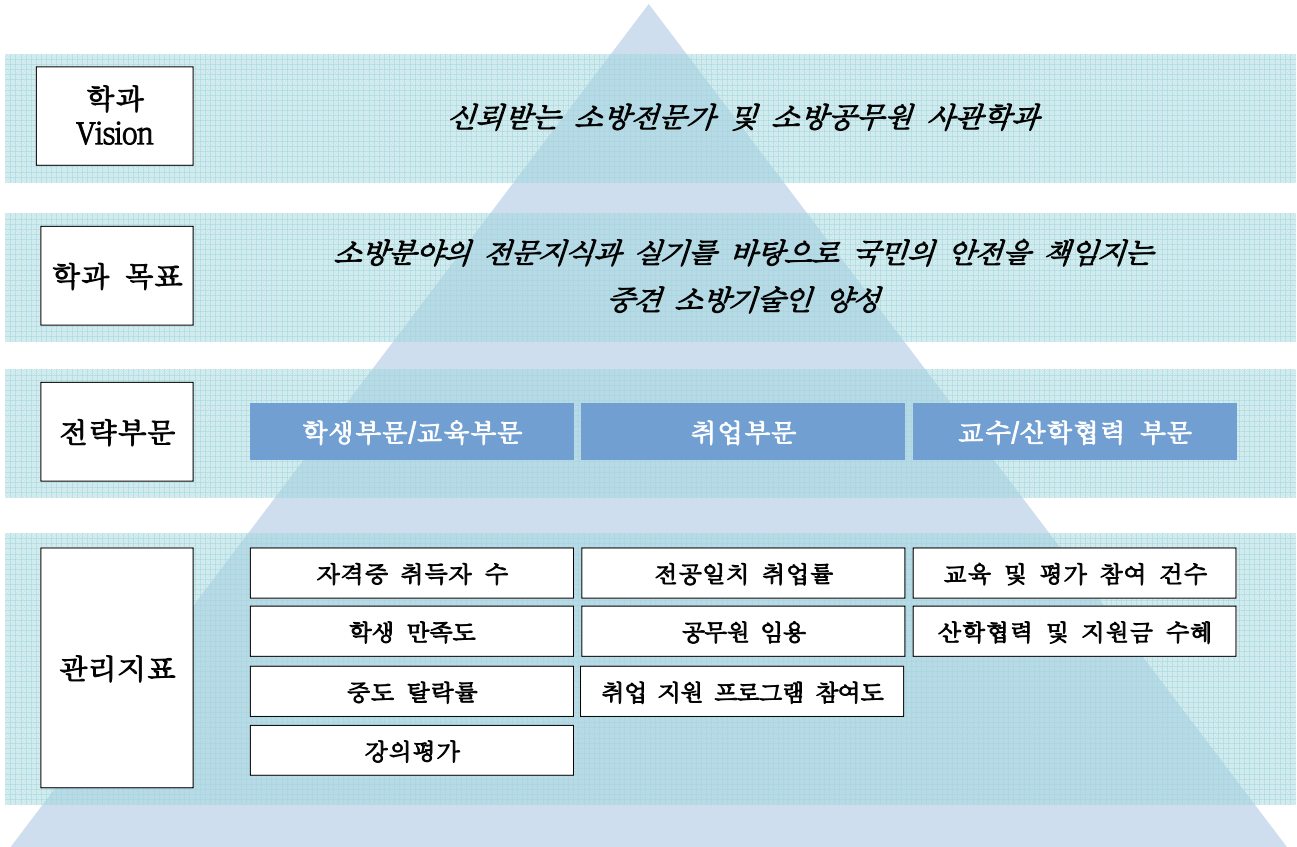 학과
Vision
신뢰받는 소방전문가 및 소방공무원 사관학과
학과 목표
소방분야의 전문지식과 실기를 바탕으로 국민의 안전을 책임지는
중견 소방기술인 양성
전략부문
학생부문/교육부문
취업부문
교수/산학협력 부문
관리지표
자격증 취득자 수
전공일치 취업률
교육 및 평가 참여 건수
학생 만족도
공무원 임용
산학협력 및 지원금 수혜
중도 탈락률
취업 지원 프로그램 참여도
강의평가